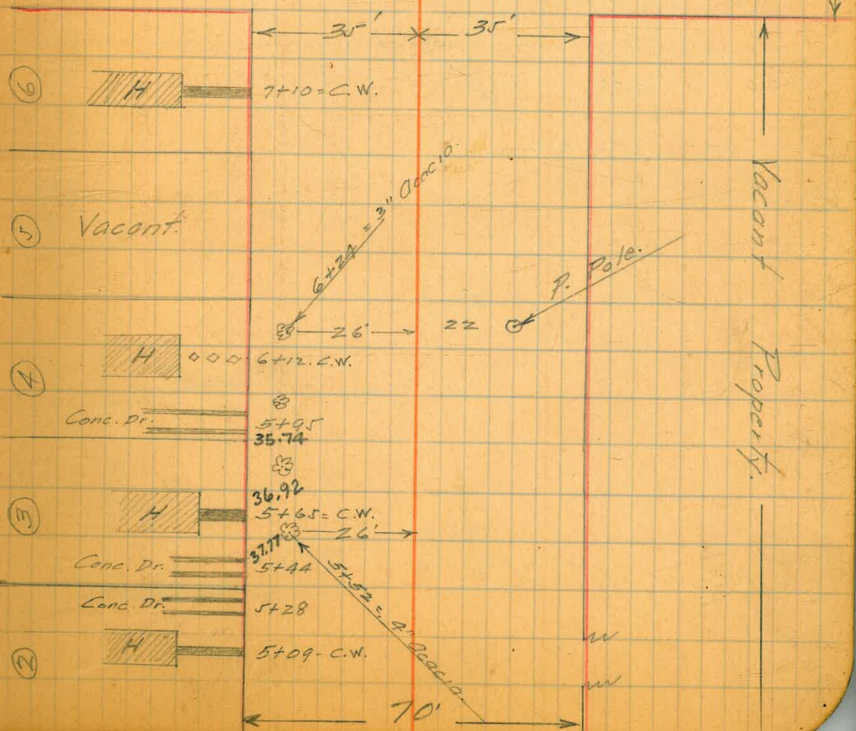 35' 35'
6 H 7+10=C.W.
6+24 = 3" Acacia.
5 Vacant.
P. Pole.
26' 22
4 H 6+12. C.W.
Conc. Dr. 5+95
35.74
36.92
3 H 5+65= C.W.
26'
37.77
Conc. Dr. 5+44
5+52=. 4" Acacia.
Conc. Dr. 5+28
2 H 5+09- C.W.
70'
Vacant Property.